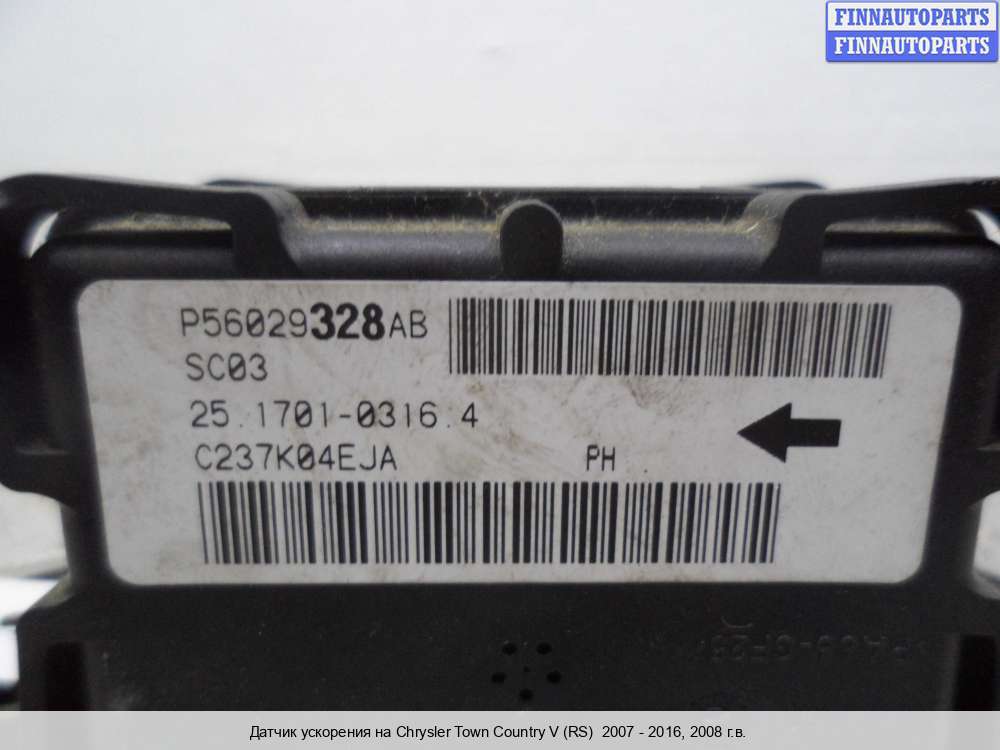 FINNAUTOPARTS
FINNAUTOPARTS
P56029328AB
SC03
25.1701-0316.4
C237K04EJA PH
Датчик ускорения на Chrysler Town Country V (RS) 2007 - 2016, 2008 г.в.